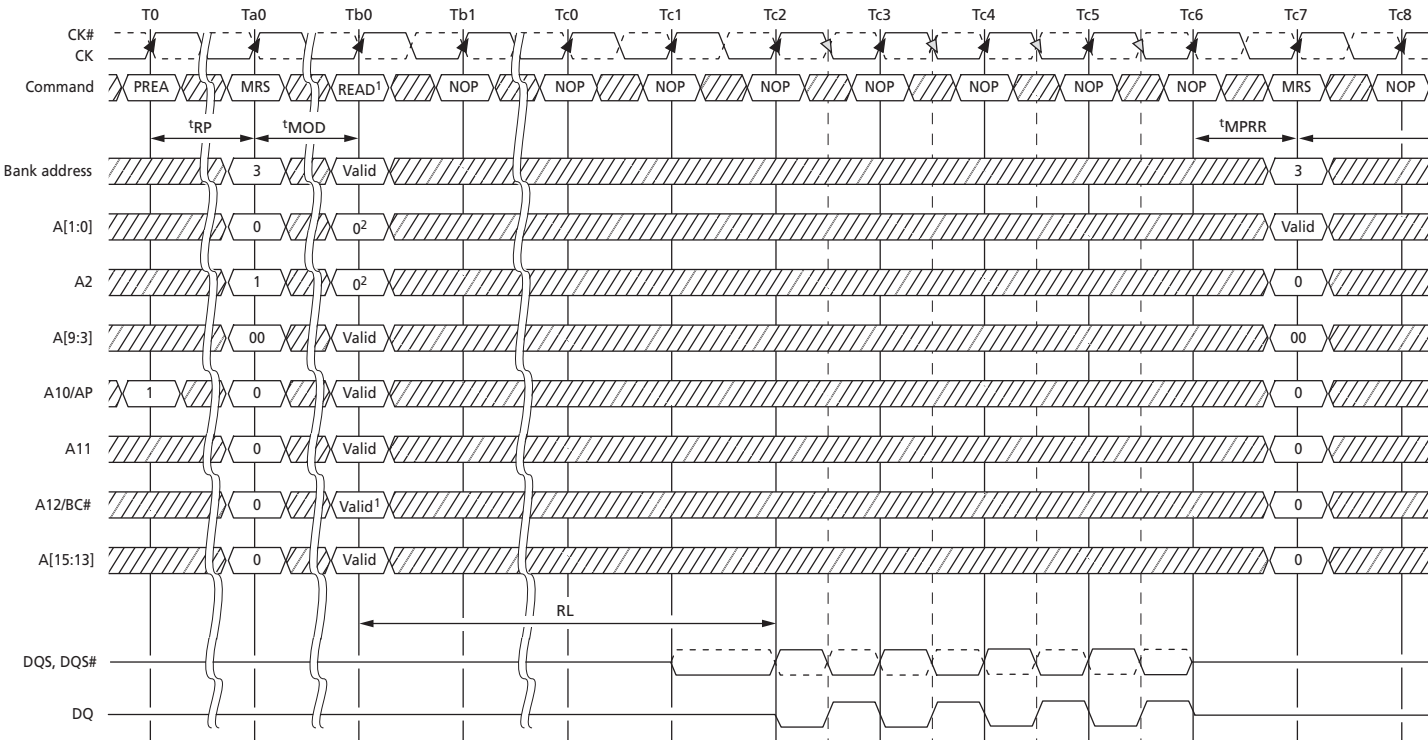 T0 Ta0 Tb0 Tb1 Tc0 Tc1 Tc2 Tc3 Tc4 Tc5 Tc6 Tc7 Tc8
CK#
CK
Command PREA MRS READ¹ NOP NOP NOP NOP NOP NOP NOP NOP MRS NOP
tRP tMOD tMPRR
Bank address 3 Valid 3
A[1:0] 0 0² Valid
A2 1 0² 0
A[9:3] 00 Valid 00
A10/AP 1 0 Valid 0
A11 0 Valid 0
A12/BC# 0 Valid¹ 0
A[15:13] 0 Valid 0
RL
DQS, DQS#
DQ